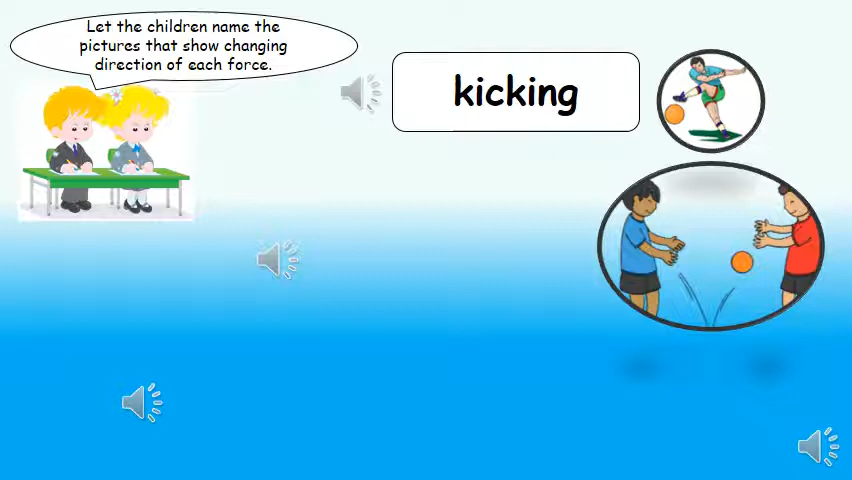 Let the children name the
pictures that show changing
direction of each force.
kicking